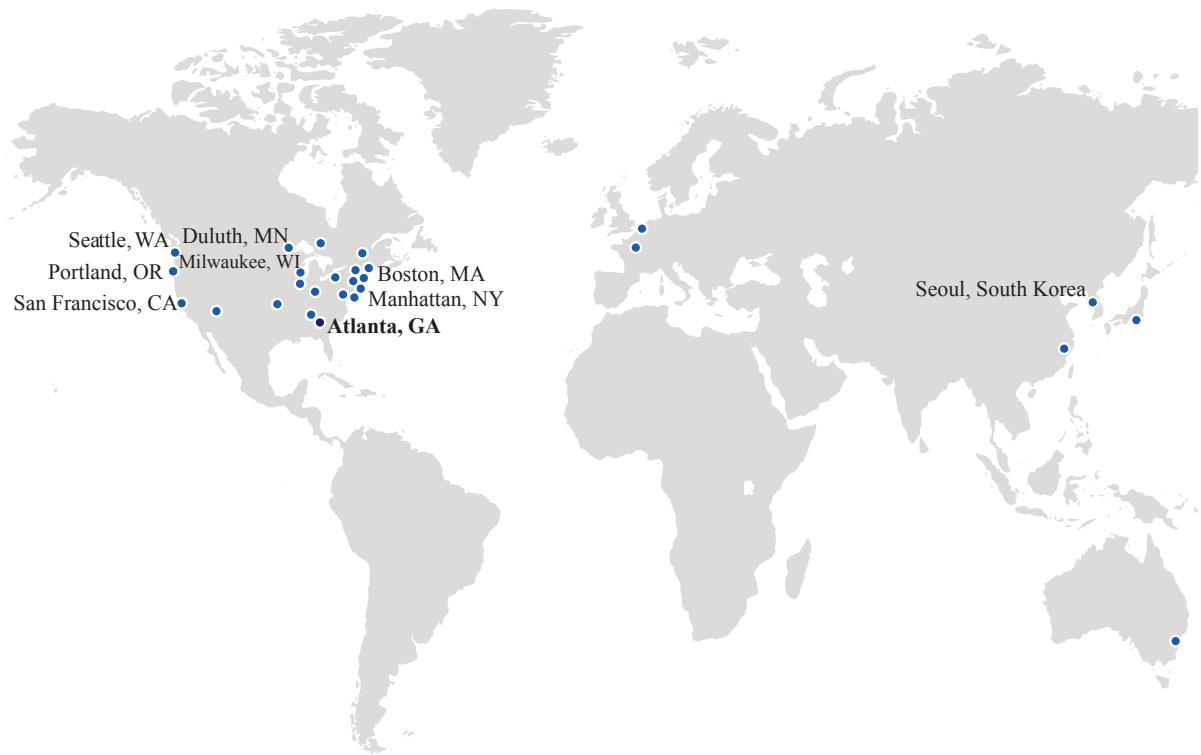 Seattle, WA
Duluth, MN
Milwaukee, WI
Portland, OR
Boston, MA
San Francisco, CA
Manhattan, NY
Seoul, South Korea
Atlanta, GA